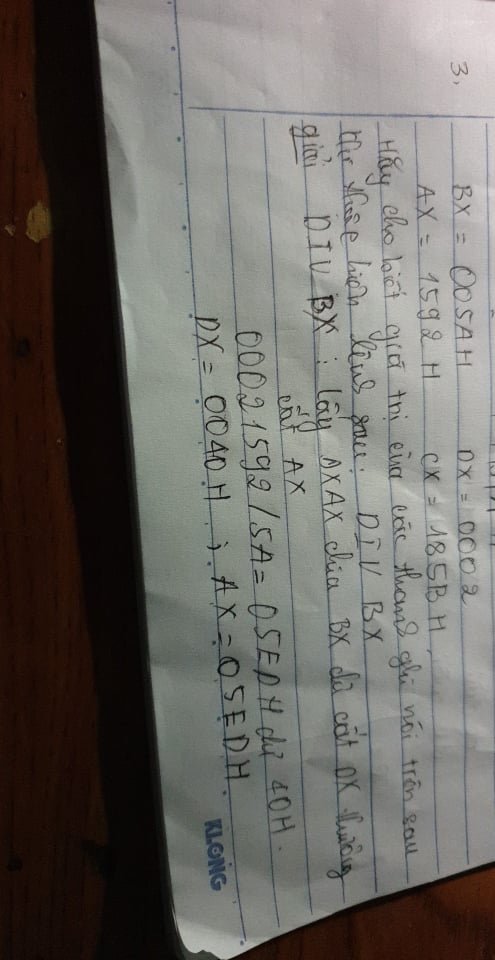 3. BX = 005AH DX = 0002
AX = 1592 H CX = 185B H.
Hãy cho biết giá trị của các thanh ghi nói trên sau
khi thực hiện lệnh sau: DIV BX
giải DIV BX : lấy DXAX chia BX dư cất DX thương
cất AX
00021592 / 5A = 05EDH dư 40H.
DX = 0040 H ; AX = 05EDH.
KLONG